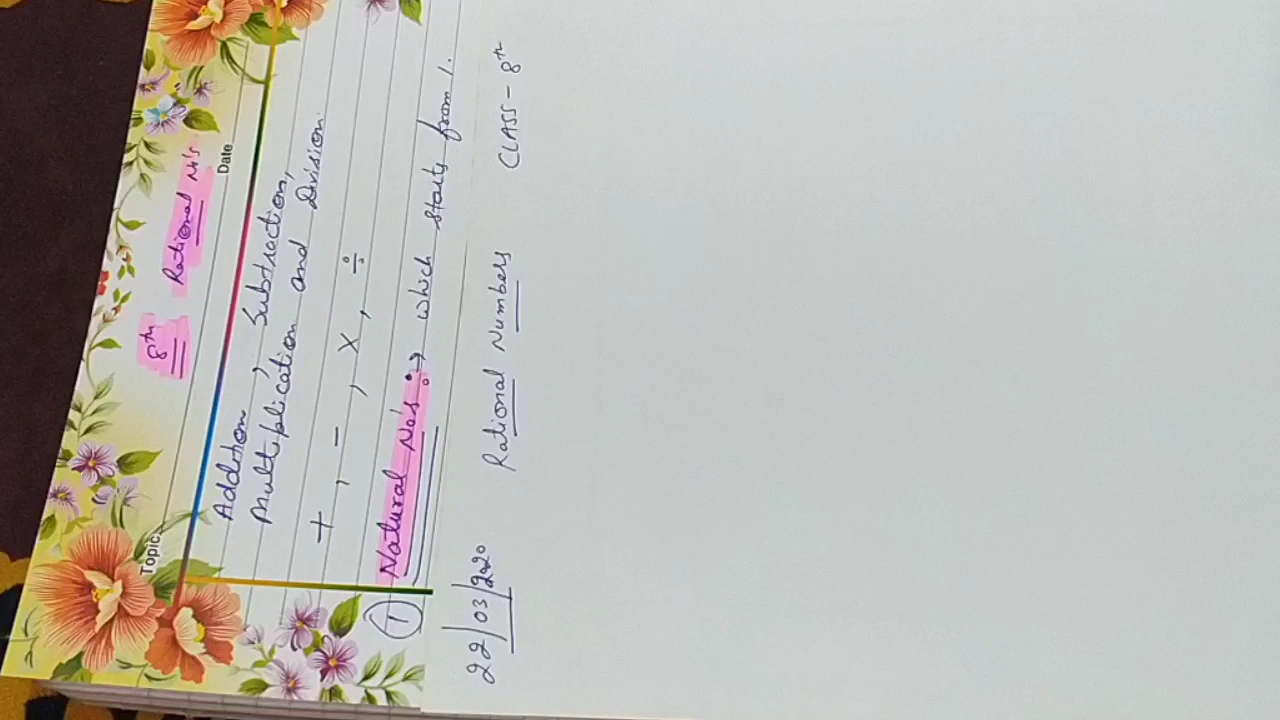 8th Rational No's
Topic Date
Addition, Subtraction,
Multiplication and Division.
+, -, ×, ÷
① Natural No's :→ which starts from 1.
22/03/2020 Rational Numbers CLASS - 8th